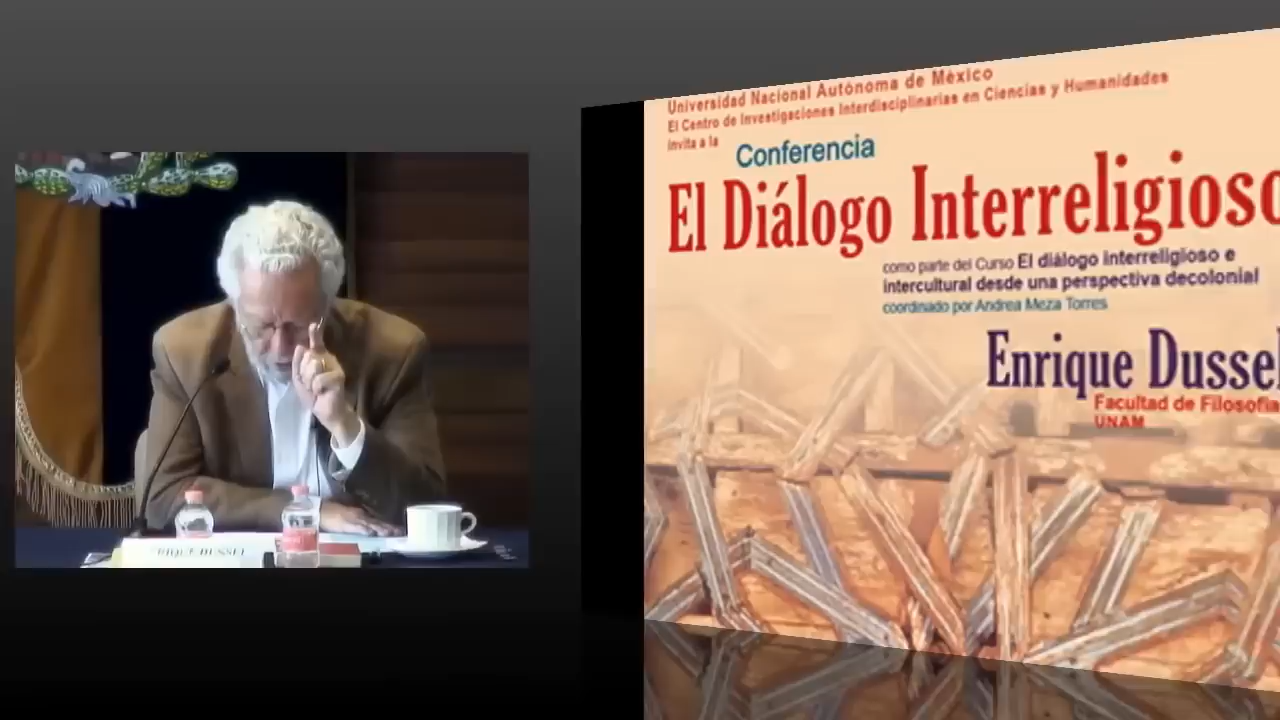 Universidad Nacional Autónoma de México
El Centro de Investigaciones Interdisciplinarias en Ciencias y Humanidades
invita a la
Conferencia
El Diálogo Interreligioso
como parte del Curso El diálogo interreligioso e
intercultural desde una perspectiva decolonial
coordinado por Andrea Meza Torres
Enrique Dussel
Facultad de Filosofía
UNAM
DUSSEL